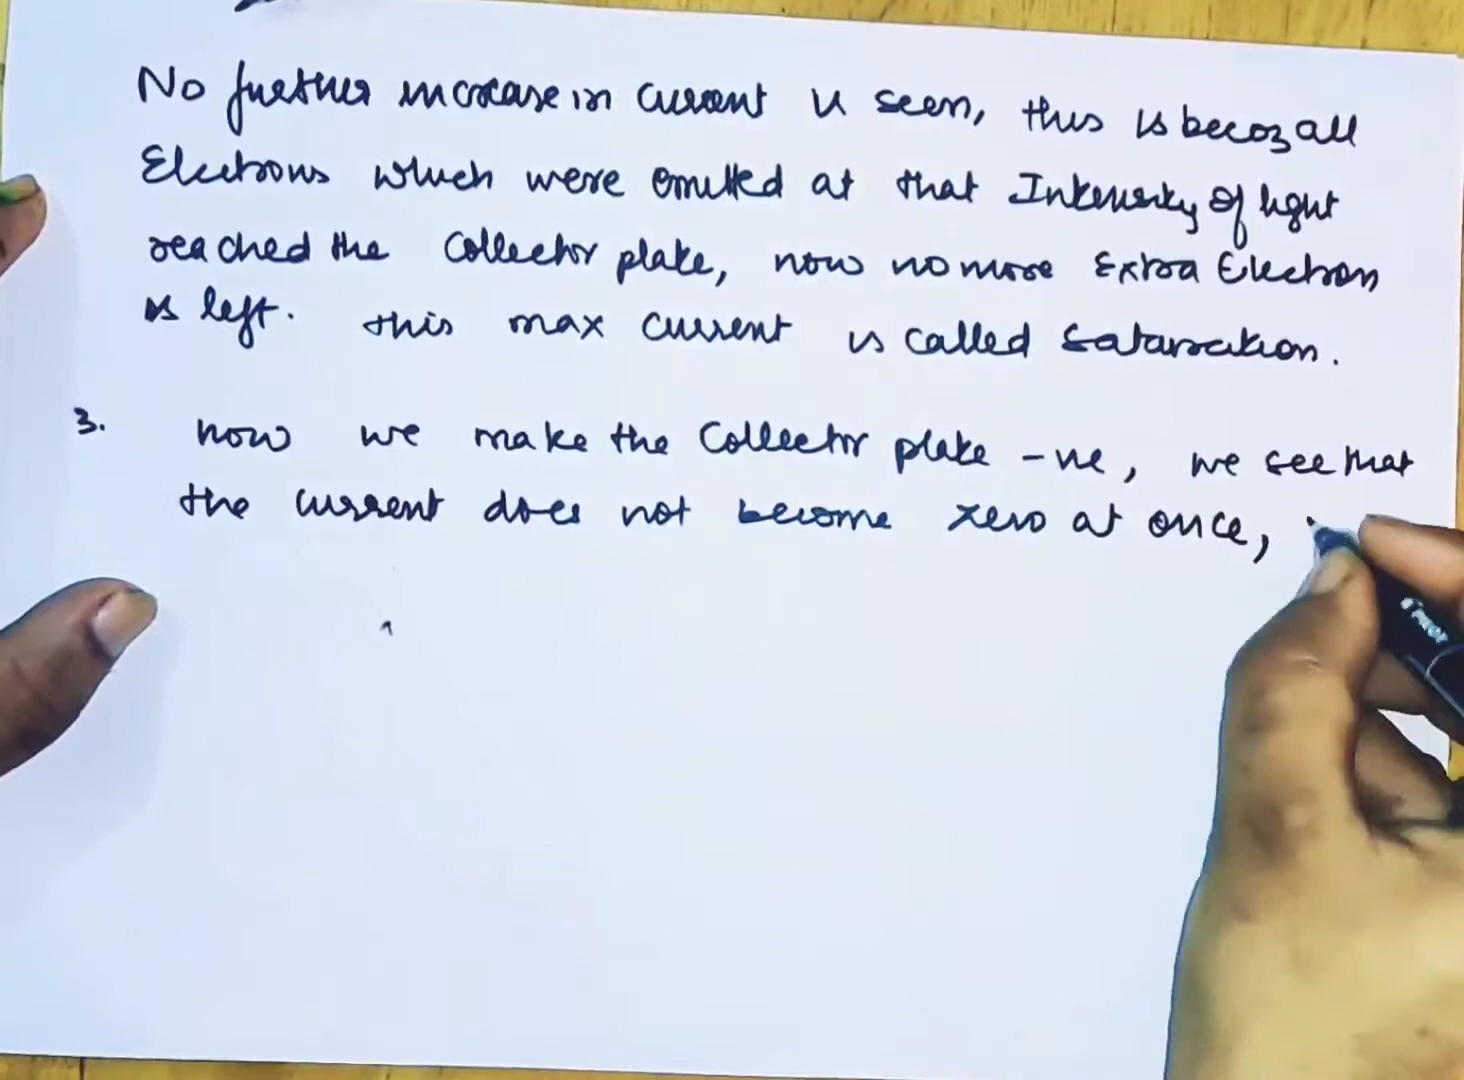 No further increase in current is seen, this is becoz all
Electrons which were emitted at that Intensity of light
reached the Collector plate, now no more Extra Electron
is left. this max current is called Saturation.
3. now we make the Collector plate -ve, we see that
the current does not become zero at once,